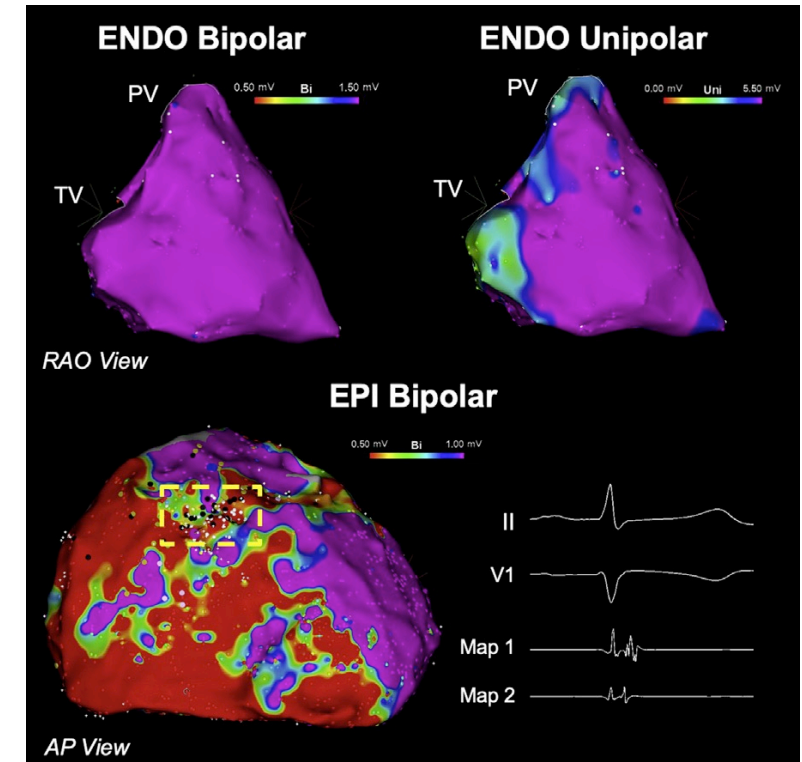 ENDO Bipolar
ENDO Unipolar
PV
0.50 mV Bi 1.50 mV
PV
0.00 mV Uni 5.50 mV
TV
TV
RAO View
EPI Bipolar
0.50 mV Bi 1.00 mV
II
V1
Map 1
Map 2
AP View